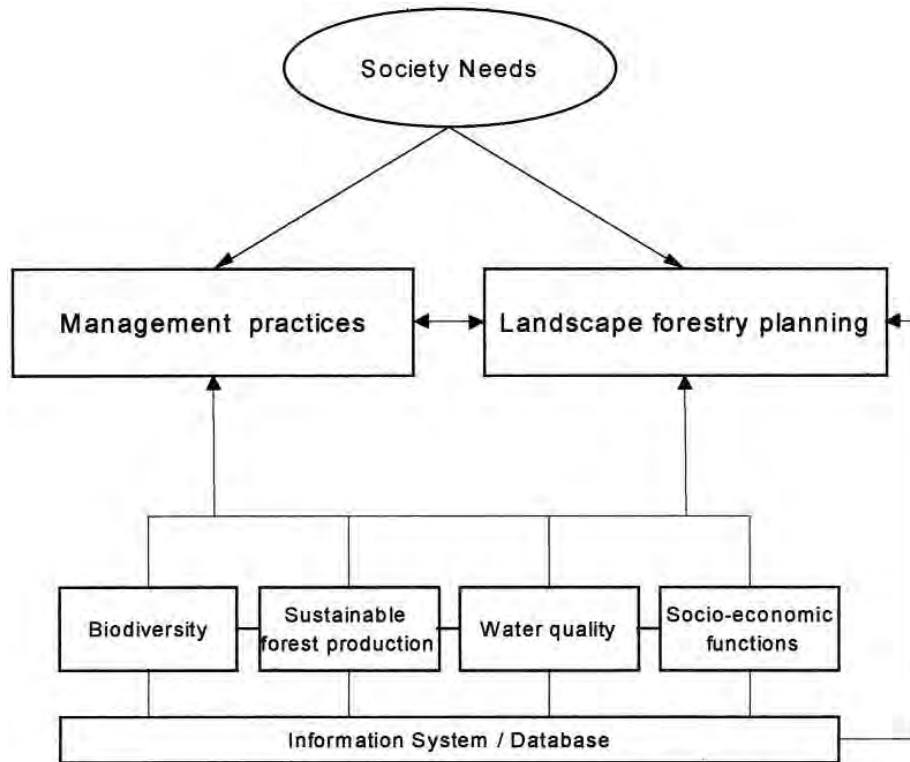 Society Needs
Management practices
Landscape forestry planning
Biodiversity
Sustainable
forest production
Water quality
Socio-economic
functions
Information System / Database